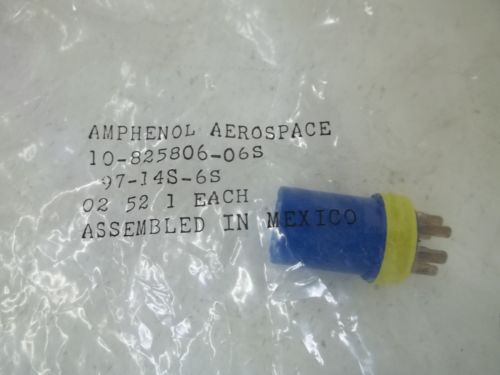 AMPHENOL AEROSPACE
10-825806-06S
97-14S-6S
02 52 1 EACH
ASSEMBLED IN MEXICO